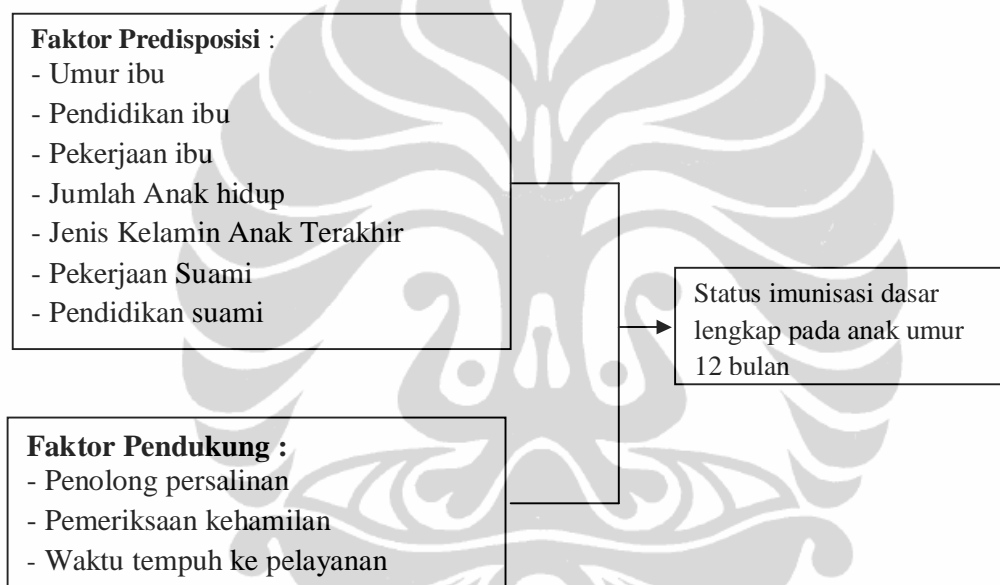 Faktor Predisposisi :
- Umur ibu
- Pendidikan ibu
- Pekerjaan ibu
- Jumlah Anak hidup
- Jenis Kelamin Anak Terakhir
- Pekerjaan Suami
- Pendidikan suami
Status imunisasi dasar
lengkap pada anak umur
12 bulan
Faktor Pendukung :
- Penolong persalinan
- Pemeriksaan kehamilan
- Waktu tempuh ke pelayanan